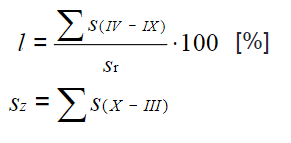 l = ∑ S(IV − IX) / Sr · 100 [%]
Sz = ∑ S(X − III)